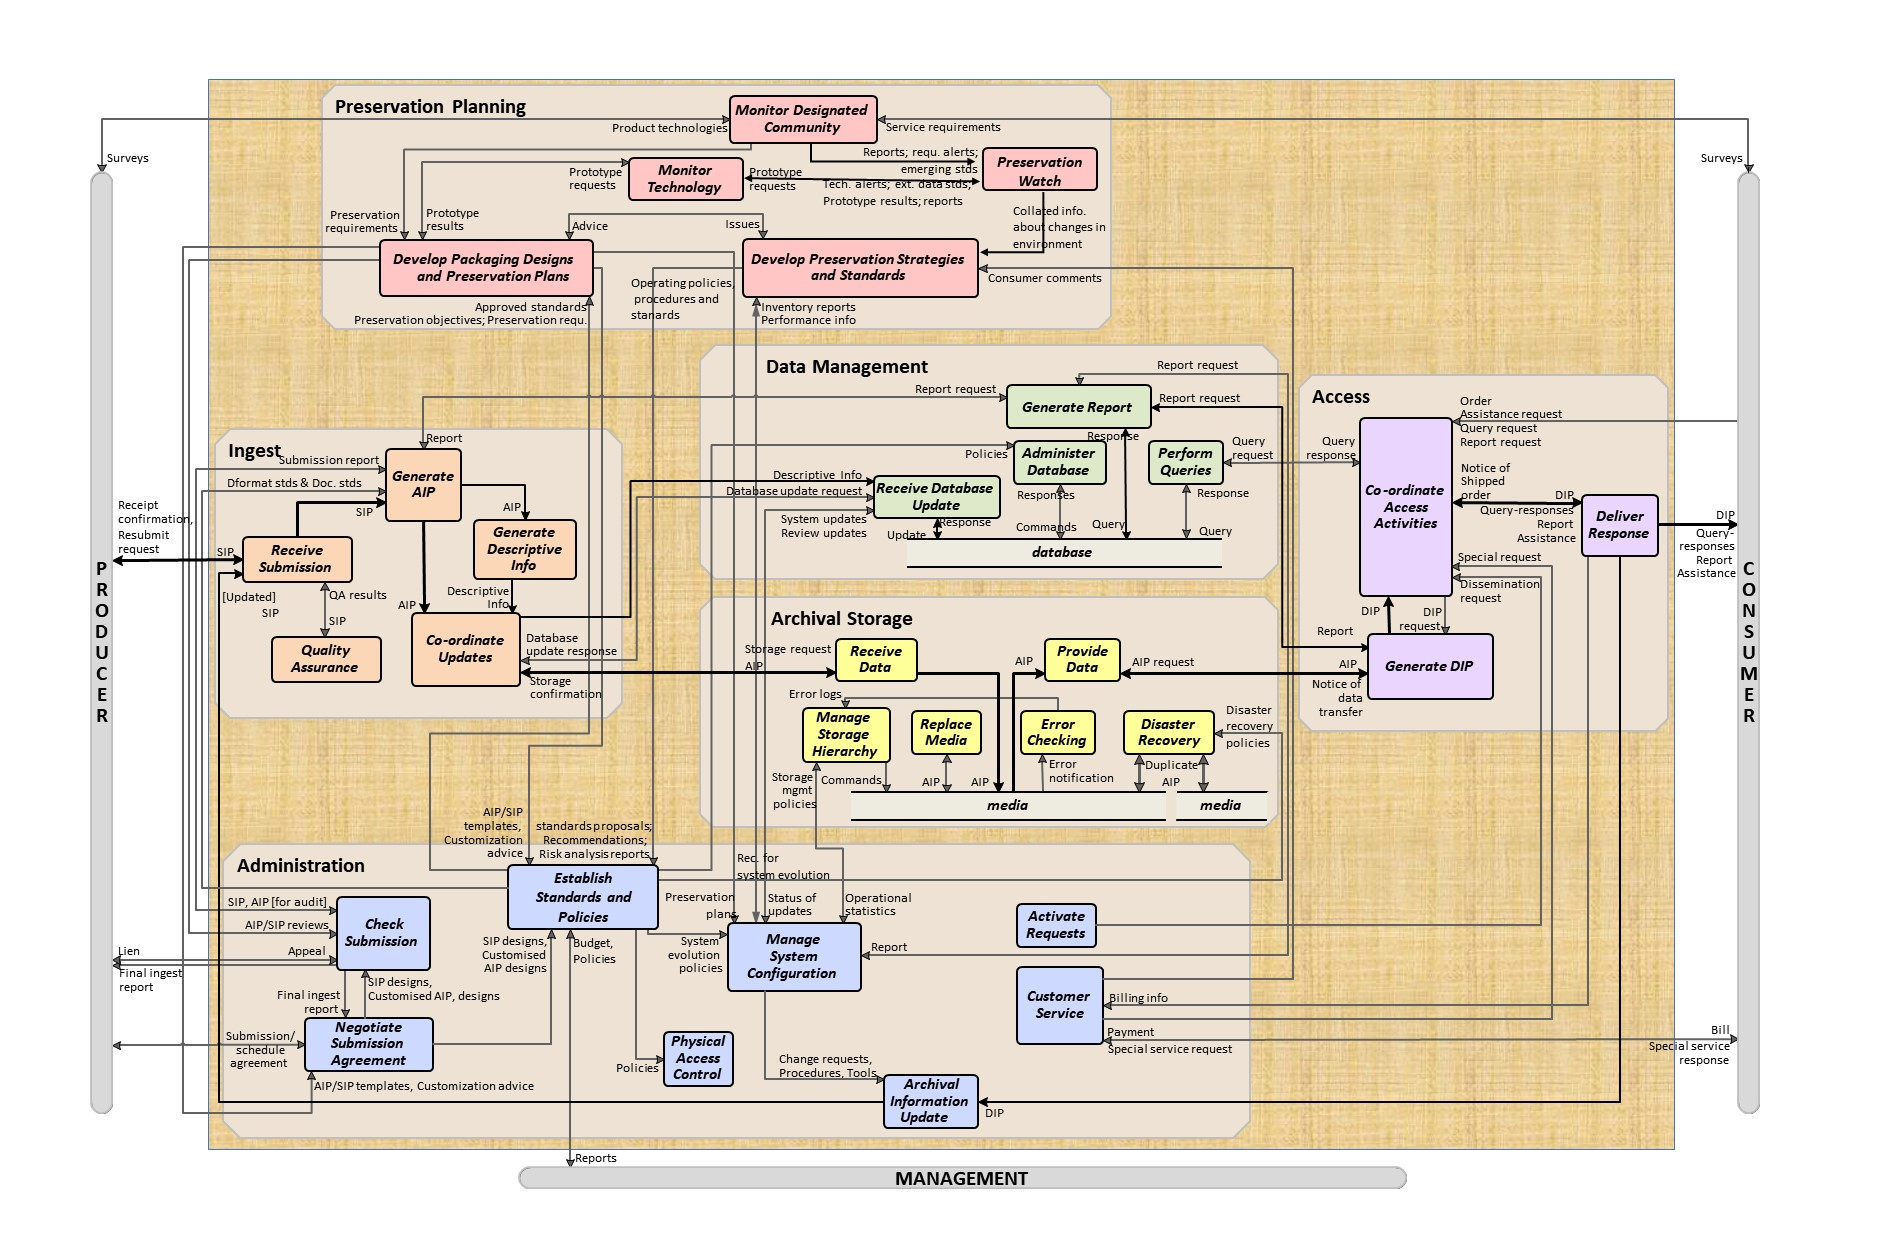 Preservation Planning
Monitor Designated
Community
Product technologies
Service requirements
Surveys
Surveys
Reports; requ. alerts;
emerging stds
Preservation
Watch
Monitor
Technology
Prototype
requests
Prototype
requests
Tech. alerts; ext. data stds;
Prototype results; reports
Preservation
requirements
Prototype
results
Advice
Issues
Collated info.
about changes in
environment
Develop Packaging Designs
and Preservation Plans
Develop Preservation Strategies
and Standards
Consumer comments
Operating policies,
procedures and
stanards
Approved standards
Preservation objectives; Preservation requ.
Inventory reports
Performance info
Data Management
Report request
Report request
Report request
Generate Report
Response
Policies
Administer
Database
Perform
Queries
Query
request
Query
response
Descriptive Info
Database update request
Receive Database
Update
System updates
Review updates
Response
Update
Responses
Commands
Query
Response
Query
database
Access
Order
Assistance request
Query request
Report request
Notice of
Shipped
order
DIP
Query-responses
Report
Assistance
Co-ordinate
Access
Activities
Deliver
Response
DIP
Query-
responses
Report
Assistance
Special request
Dissemination
request
DIP
DIP
request
Report
AIP
Notice of
data
transfer
Generate DIP
Ingest
Report
Submission report
Dformat stds & Doc. stds
Generate
AIP
SIP
AIP
Generate
Descriptive
Info
Receipt
confirmation,
Resubmit
request
SIP
Receive
Submission
[Updated]
SIP
QA results
SIP
Quality
Assurance
AIP
Descriptive
Info
Co-ordinate
Updates
Database
update response
Storage
confirmation
Archival Storage
Storage request
AIP
Receive
Data
AIP
Provide
Data
AIP request
Error logs
Manage
Storage
Hierarchy
Replace
Media
Error
Checking
Disaster
Recovery
Disaster
recovery
policies
Storage
mgmt
policies
Commands
AIP
AIP
Error
notification
Duplicate
AIP
media
media
Administration
AIP/SIP
templates,
Customization
advice
standards proposals;
Recommendations;
Risk analysis reports
Establish
Standards and
Policies
Rec. for
system evolution
Preservation
plans
Status of
updates
Operational
statistics
SIP, AIP [for audit]
AIP/SIP reviews
Appeal
Check
Submission
Lien
Final ingest
report
SIP designs,
Customised
AIP designs
Budget,
Policies
System
evolution
policies
Manage
System
Configuration
Report
Activate
Requests
Customer
Service
Billing info
Payment
Special service request
Bill
Special service
response
Final ingest
report
SIP designs,
Customised AIP, designs
Submission/
schedule
agreement
Negotiate
Submission
Agreement
AIP/SIP templates, Customization advice
Policies
Physical
Access
Control
Change requests,
Procedures, Tools
Archival
Information
Update
DIP
Reports
PRODUCER
CONSUMER
MANAGEMENT